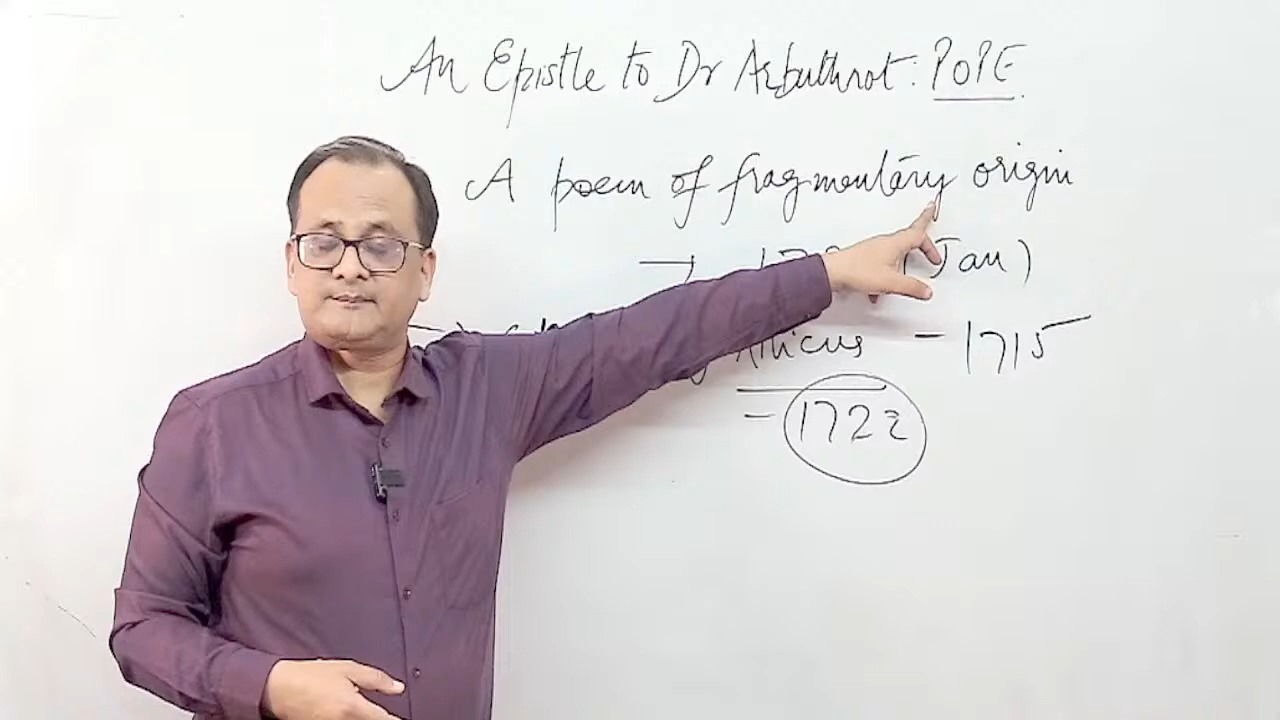 An Epistle to Dr Arbuthnot: POPE
A poem of fragmentary origin
→ (Jan)
Atticus - 1715
- 1722